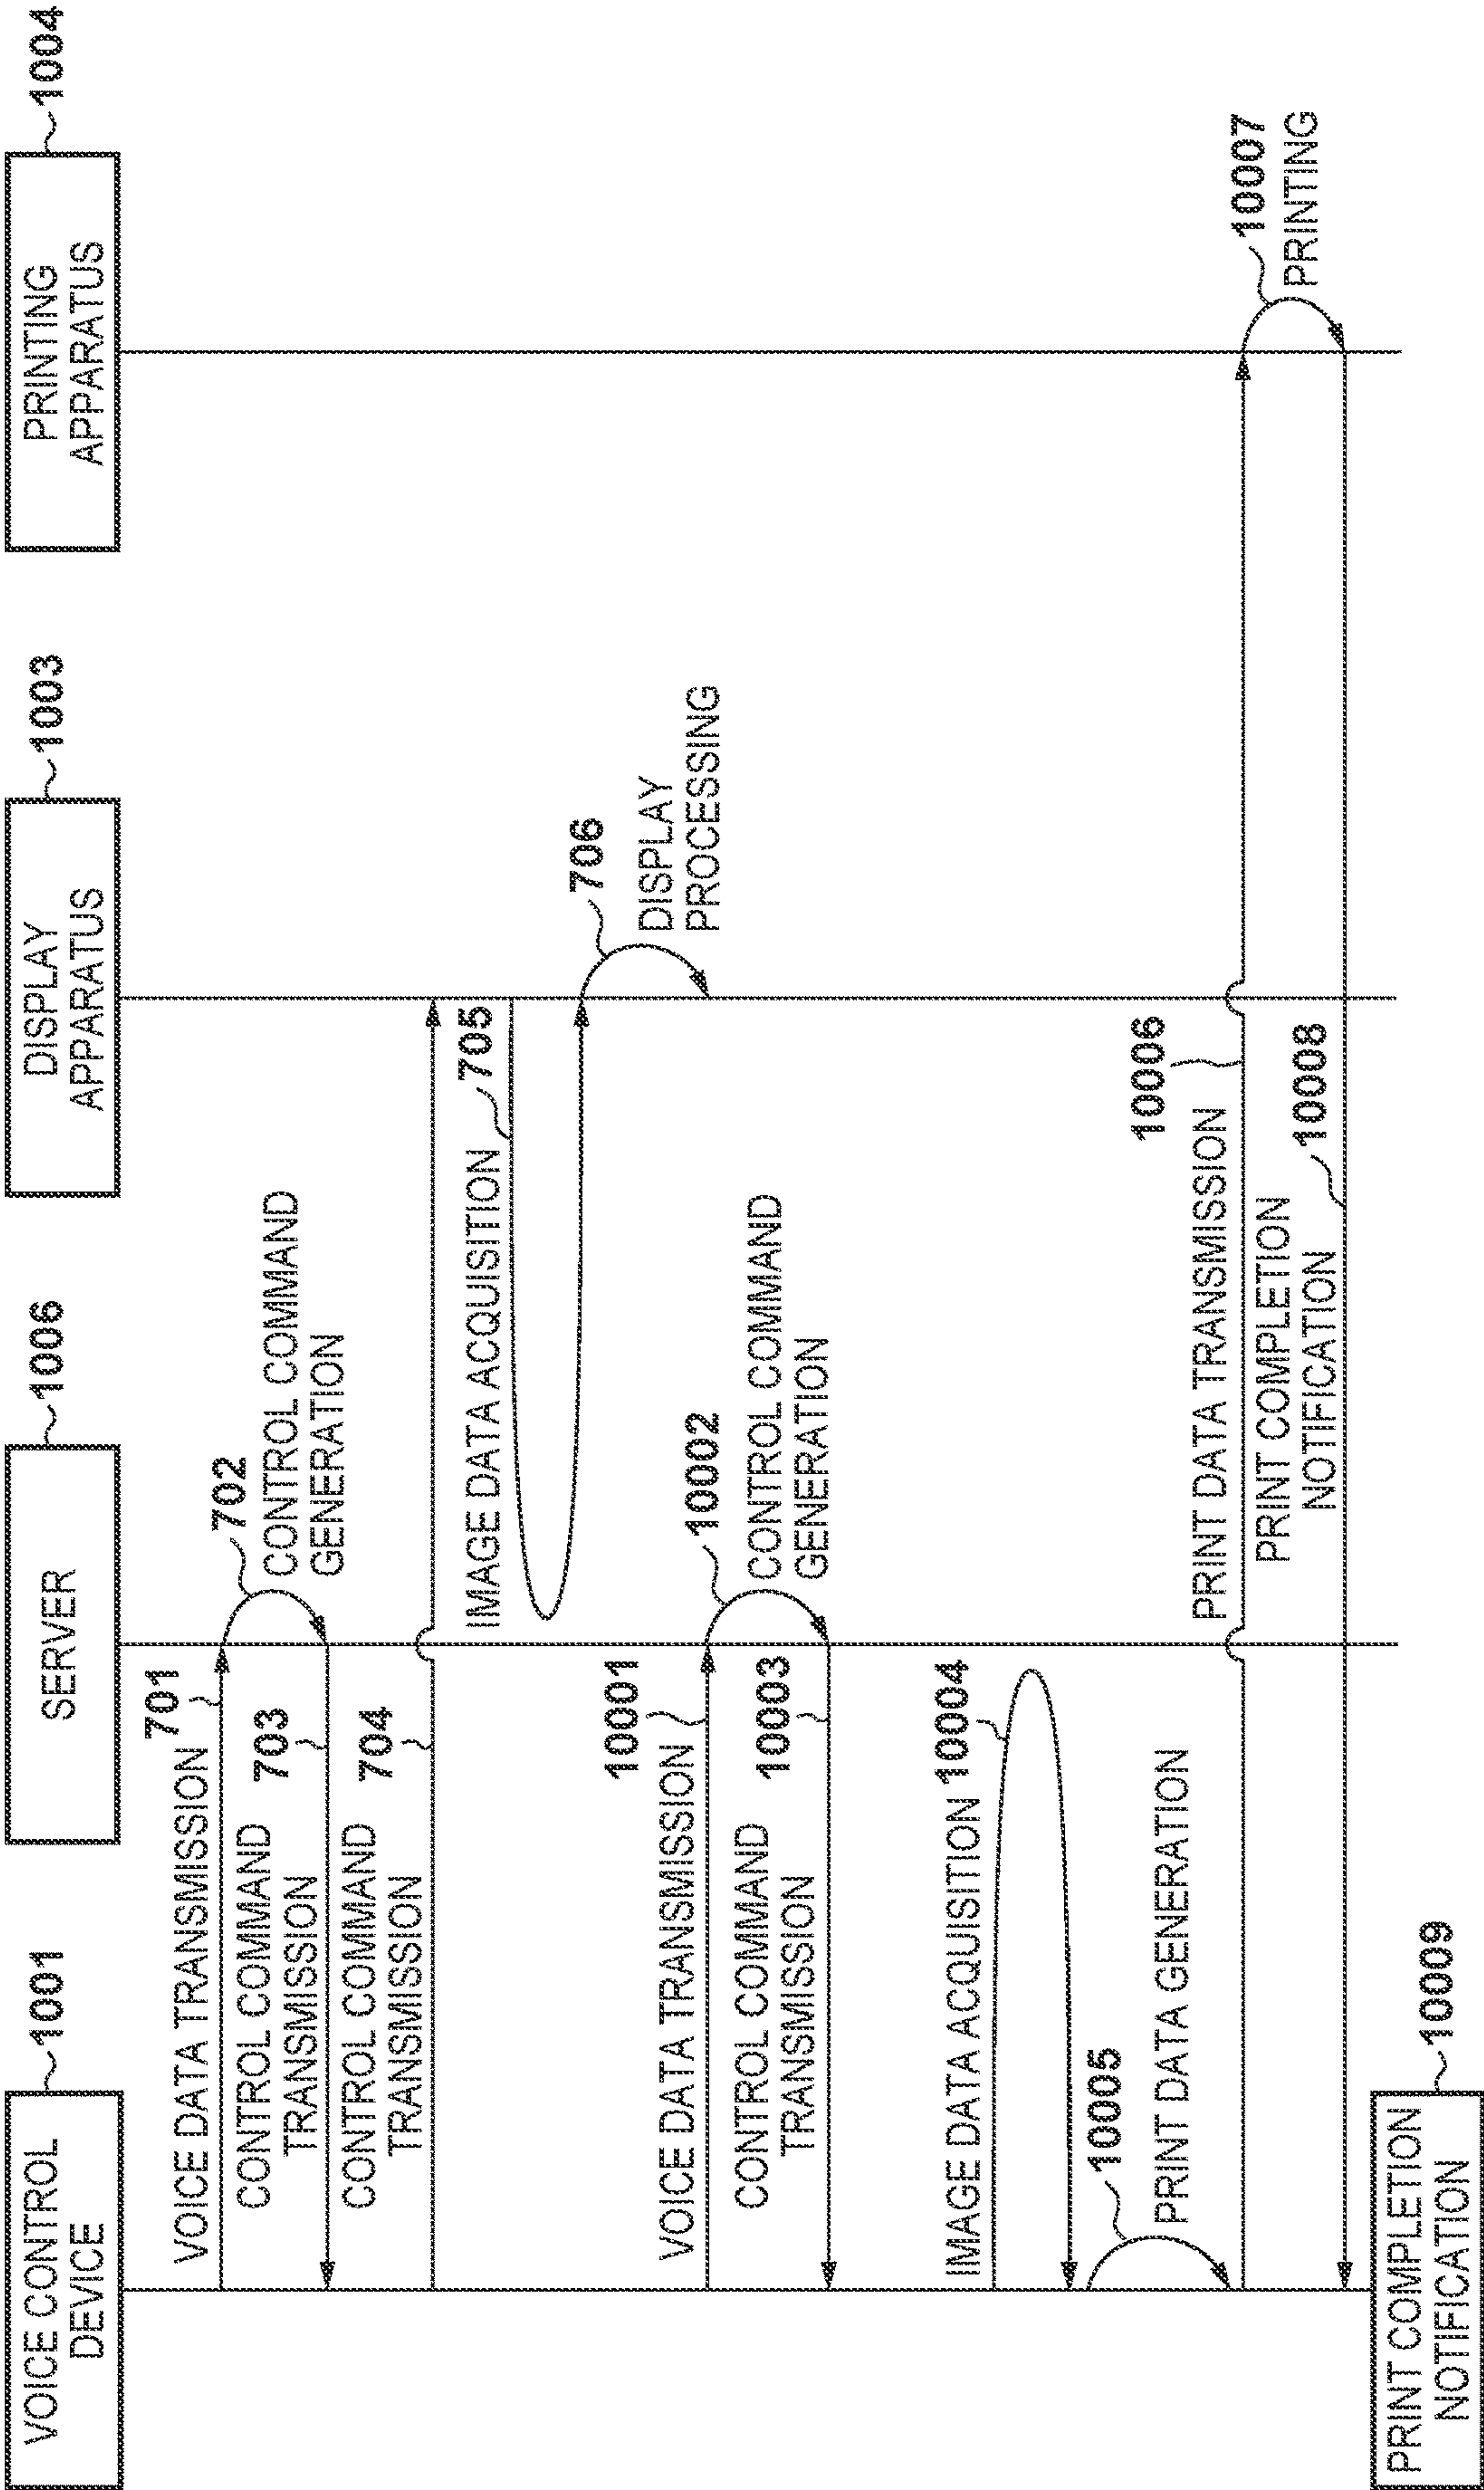 VOICE CONTROL
DEVICE
1001
SERVER
1006
DISPLAY
APPARATUS
1003
PRINTING
APPARATUS
1004
VOICE DATA TRANSMISSION
701
702
CONTROL COMMAND
GENERATION
CONTROL COMMAND
TRANSMISSION
703
CONTROL COMMAND
TRANSMISSION
704
IMAGE DATA ACQUISITION
705
706
DISPLAY
PROCESSING
VOICE DATA TRANSMISSION
10001
10002
CONTROL COMMAND
GENERATION
CONTROL COMMAND
TRANSMISSION
10003
IMAGE DATA ACQUISITION
10004
10005
PRINT DATA GENERATION
PRINT DATA TRANSMISSION
10006
10007
PRINTING
PRINT COMPLETION
NOTIFICATION
10008
PRINT COMPLETION
NOTIFICATION
10009